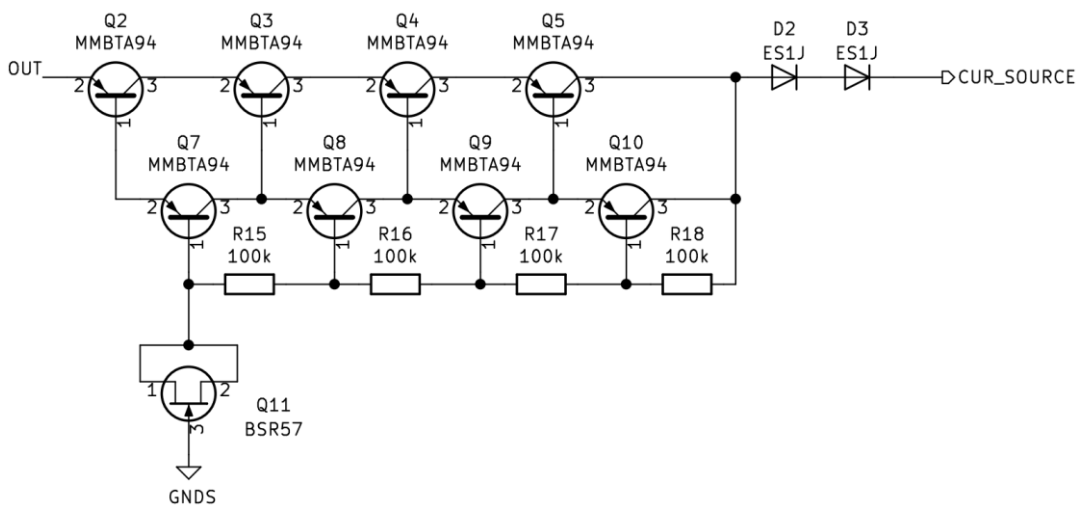 Q2
MMBTA94
Q3
MMBTA94
Q4
MMBTA94
Q5
MMBTA94
D2
ES1J
D3
ES1J
OUT
2
3
1
2
3
1
2
3
1
2
3
1
CUR_SOURCE
Q7
MMBTA94
Q8
MMBTA94
Q9
MMBTA94
Q10
MMBTA94
2
3
1
2
3
1
2
3
1
2
3
1
R15
100k
R16
100k
R17
100k
R18
100k
1
2
3
Q11
BSR57
GNDS